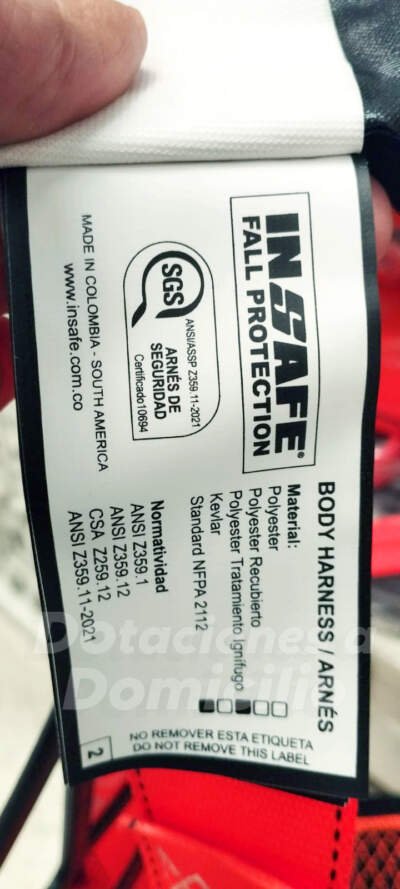 INSAFE®
FALL PROTECTION
SGS
ANSI/ASSP Z359.11-2021
ARNÉS DE
SEGURIDAD
Certificado10694
MADE IN COLOMBIA - SOUTH AMERICA
www.insafe.com.co
BODY HARNESS / ARNÉS
Material:
Polyester
Polyester Recubierto
Polyester Tratamiento Ignífugo
Kevlar
Standard NFPA 2112
Normatividad
ANSI Z359.1
ANSI Z359.12
CSA Z259.12
ANSI Z359.11-2021
NO REMOVER ESTA ETIQUETA
DO NOT REMOVE THIS LABEL
2
Dotaciones a
Domicilio